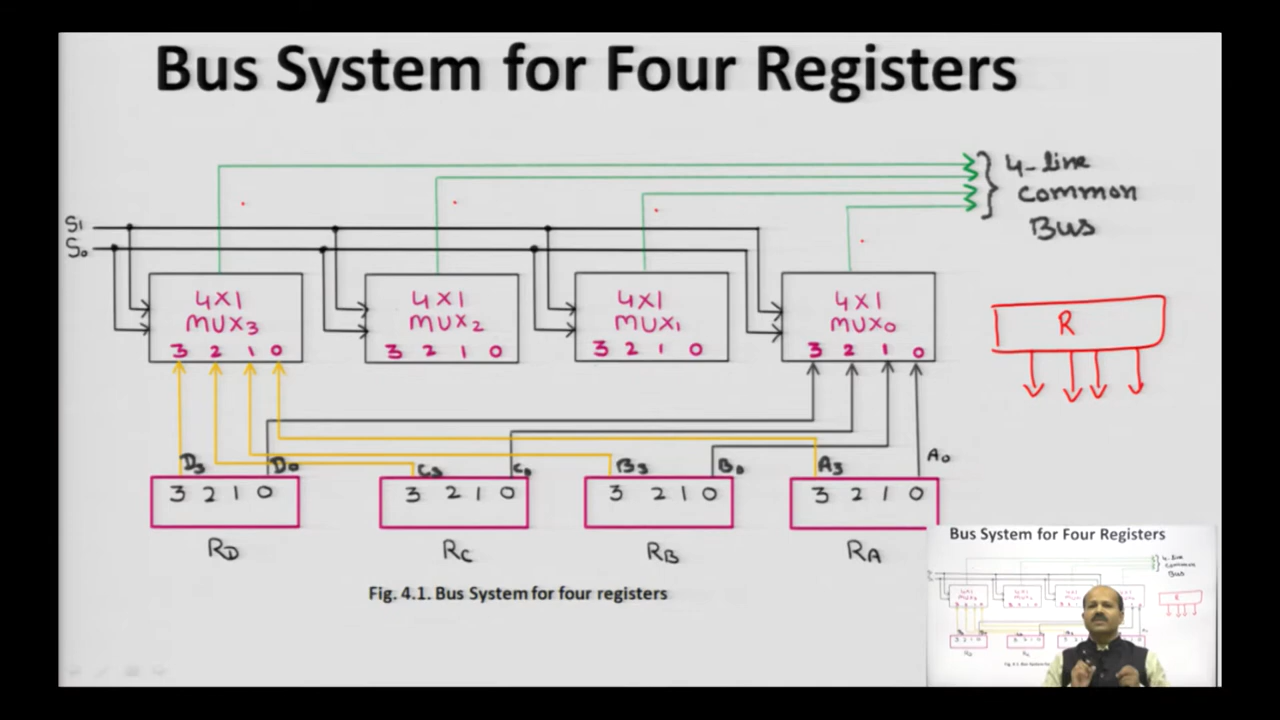 Bus System for Four Registers
4-line
Common
Bus
S1
S0
4X1 4X1 4X1 4X1
MUX3 MUX2 MUX1 MUX0
3 2 1 0 3 2 1 0 3 2 1 0 3 2 1 0
R
D3 D0 C3 C0 B3 B0 A3 A0
3 2 1 0 3 2 1 0 3 2 1 0 3 2 1 0
RD RC RB RA
Fig. 4.1. Bus System for four registers
Bus System for Four Registers
4-line
Common
Bus